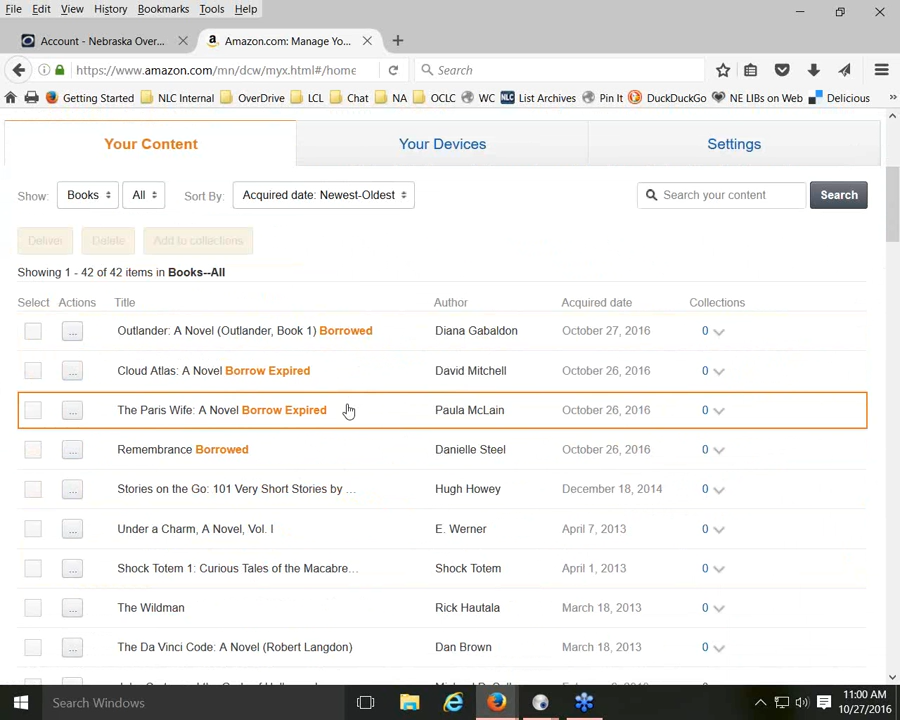 File Edit View History Bookmarks Tools Help
Account - Nebraska Over...
a Amazon.com: Manage Yo...
https://www.amazon.com/mn/dcw/myx.html#/home
Search
Getting Started NLC Internal OverDrive LCL Chat NA OCLC WC NLC List Archives Pin It DuckDuckGo NE LIBs on Web Delicious
Your Content Your Devices Settings
Show: Books All Sort By: Acquired date: Newest-Oldest Search your content Search
Deliver Delete Add to collections
Showing 1 - 42 of 42 items in Books--All
Select Actions Title Author Acquired date Collections
... Outlander: A Novel (Outlander, Book 1) Borrowed Diana Gabaldon October 27, 2016 0
... Cloud Atlas: A Novel Borrow Expired David Mitchell October 26, 2016 0
... The Paris Wife: A Novel Borrow Expired Paula McLain October 26, 2016 0
... Remembrance Borrowed Danielle Steel October 26, 2016 0
... Stories on the Go: 101 Very Short Stories by ... Hugh Howey December 18, 2014 0
... Under a Charm, A Novel, Vol. I E. Werner April 7, 2013 0
... Shock Totem 1: Curious Tales of the Macabre... Shock Totem April 1, 2013 0
... The Wildman Rick Hautala March 18, 2013 0
... The Da Vinci Code: A Novel (Robert Langdon) Dan Brown March 18, 2013 0
Search Windows
11:00 AM
10/27/2016